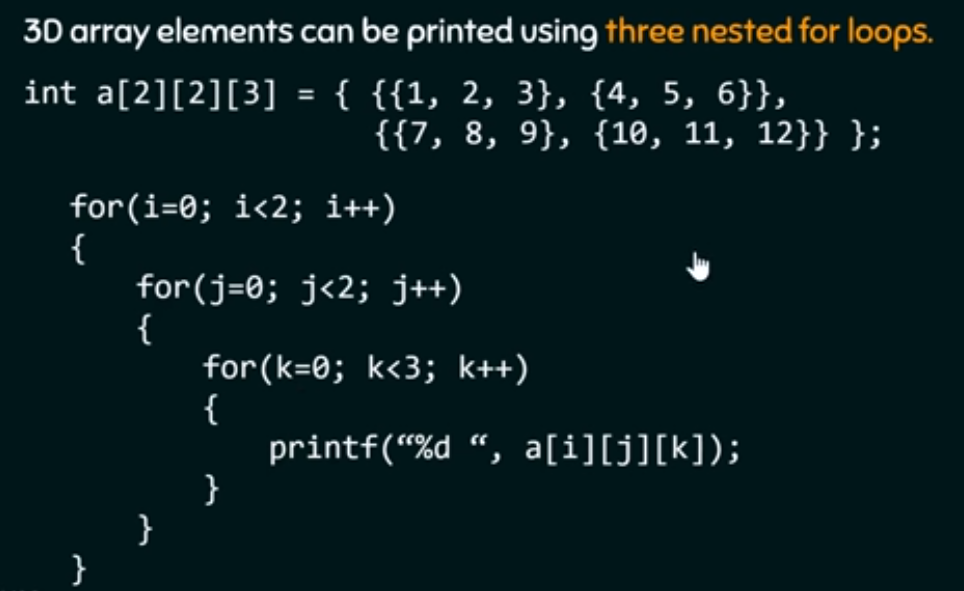 3D array elements can be printed using three nested for loops.
int a[2][2][3] = { {{1, 2, 3}, {4, 5, 6}},
{{7, 8, 9}, {10, 11, 12}} };
for(i=0; i<2; i++)
{
for(j=0; j<2; j++)
{
for(k=0; k<3; k++)
{
printf(“%d “, a[i][j][k]);
}
}
}